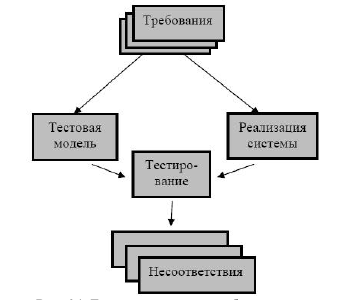 Требования
Тестовая
модель
Реализация
системы
Тестиро-
вание
Несоответствия